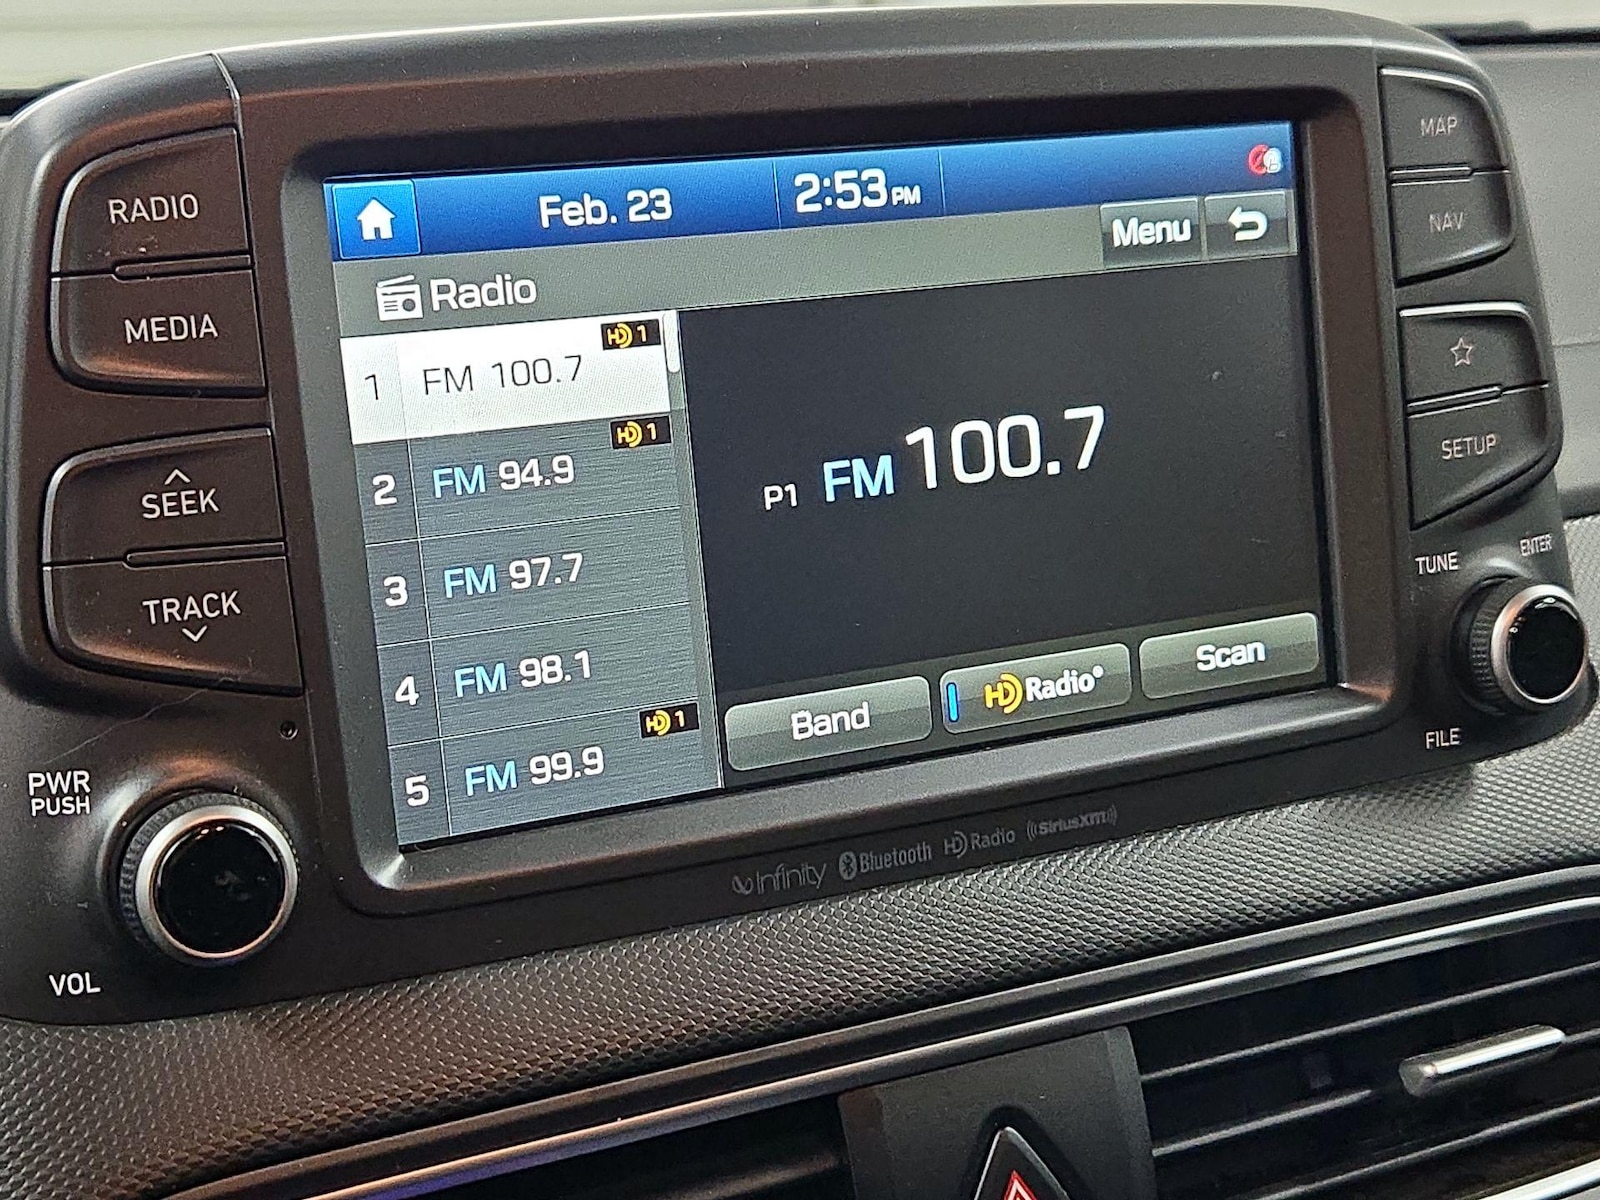 RADIO
MEDIA
SEEK
TRACK
PWR
PUSH
VOL
Feb. 23
2:53 PM
Menu
Radio
1 FM 100.7 HD 1
2 FM 94.9 HD 1
3 FM 97.7
4 FM 98.1
5 FM 99.9 HD 1
P1 FM 100.7
Band
HD Radio®
Scan
Infinity Bluetooth HD Radio ((SiriusXM))
MAP
NAV
SETUP
TUNE
ENTER
FILE